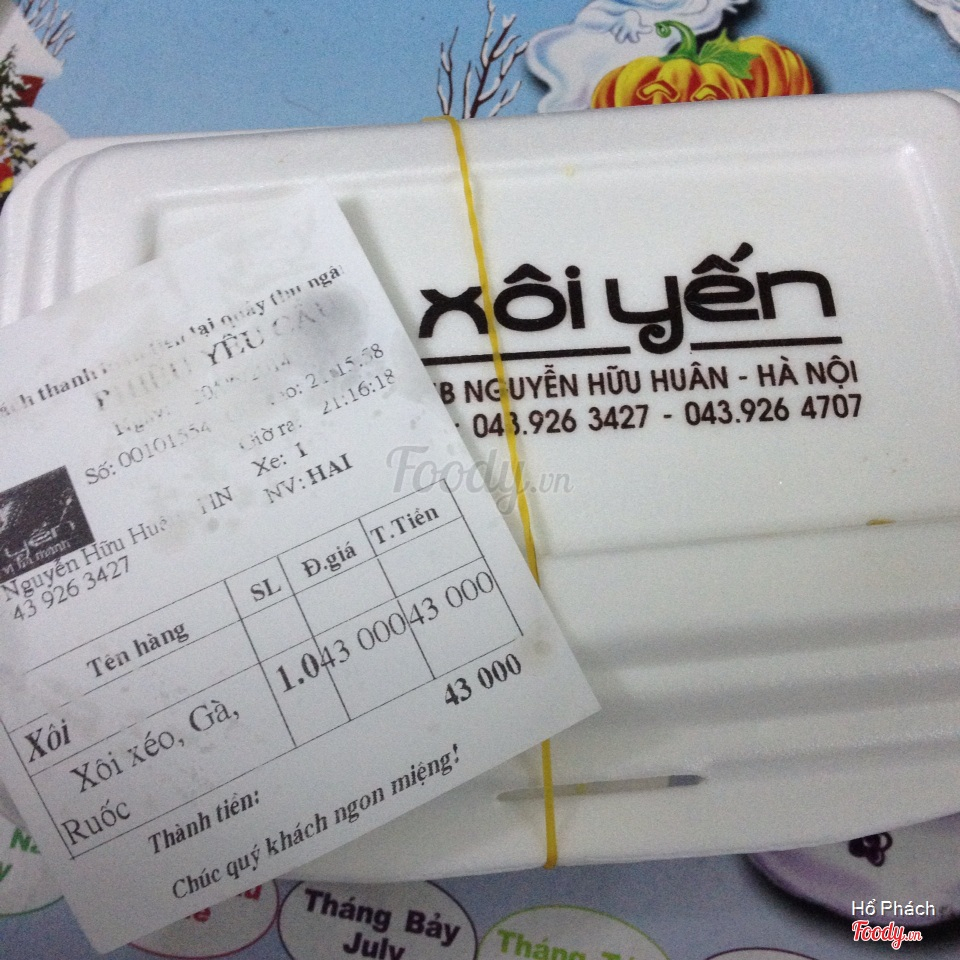 xôi yến
B NGUYỄN HỮU HUÂN - HÀ NỘI
043.926 3427 - 043.926 4707
tại quầy thu
PHIẾU YÊU CẦU
Số: 00101554
Giờ ra: 21:16:18
Xe: 1
NV: HAI
yến
Nguyễn Hữu
43 926 3427
Tên hàng SL Đ.giá T.Tiền
Xôi
Xôi xéo, Gà, Ruốc 1.0 43 000 43 000
Thành tiền: 43 000
Chúc quý khách ngon miệng!
Tháng Bảy
July
Tháng
Foody.vn
Hổ Phách
Foody.vn